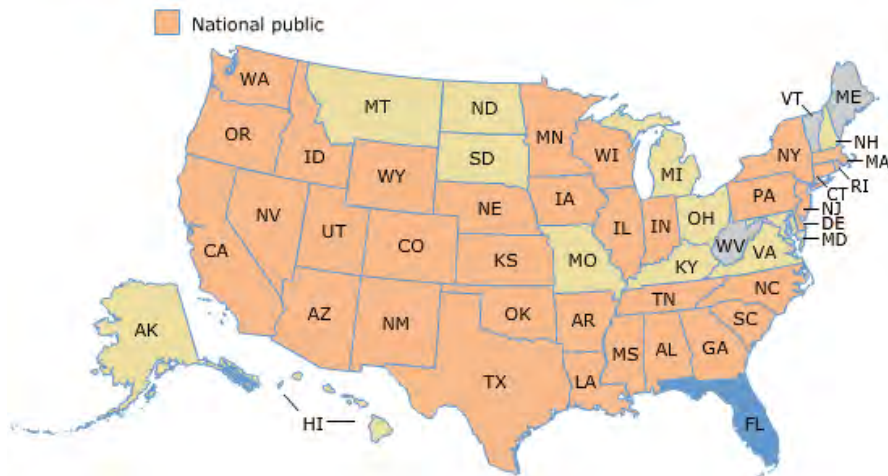 National public
WA
MT
ND
ME
VT
OR
MN
NH
ID
SD
WI
NY
MA
WY
MI
RI
CT
IA
PA
NJ
NE
OH
DE
NV
IL
IN
MD
UT
WV
CA
CO
VA
KS
MO
KY
NC
TN
AZ
OK
AR
SC
NM
AK
MS
AL
GA
TX
LA
HI
FL